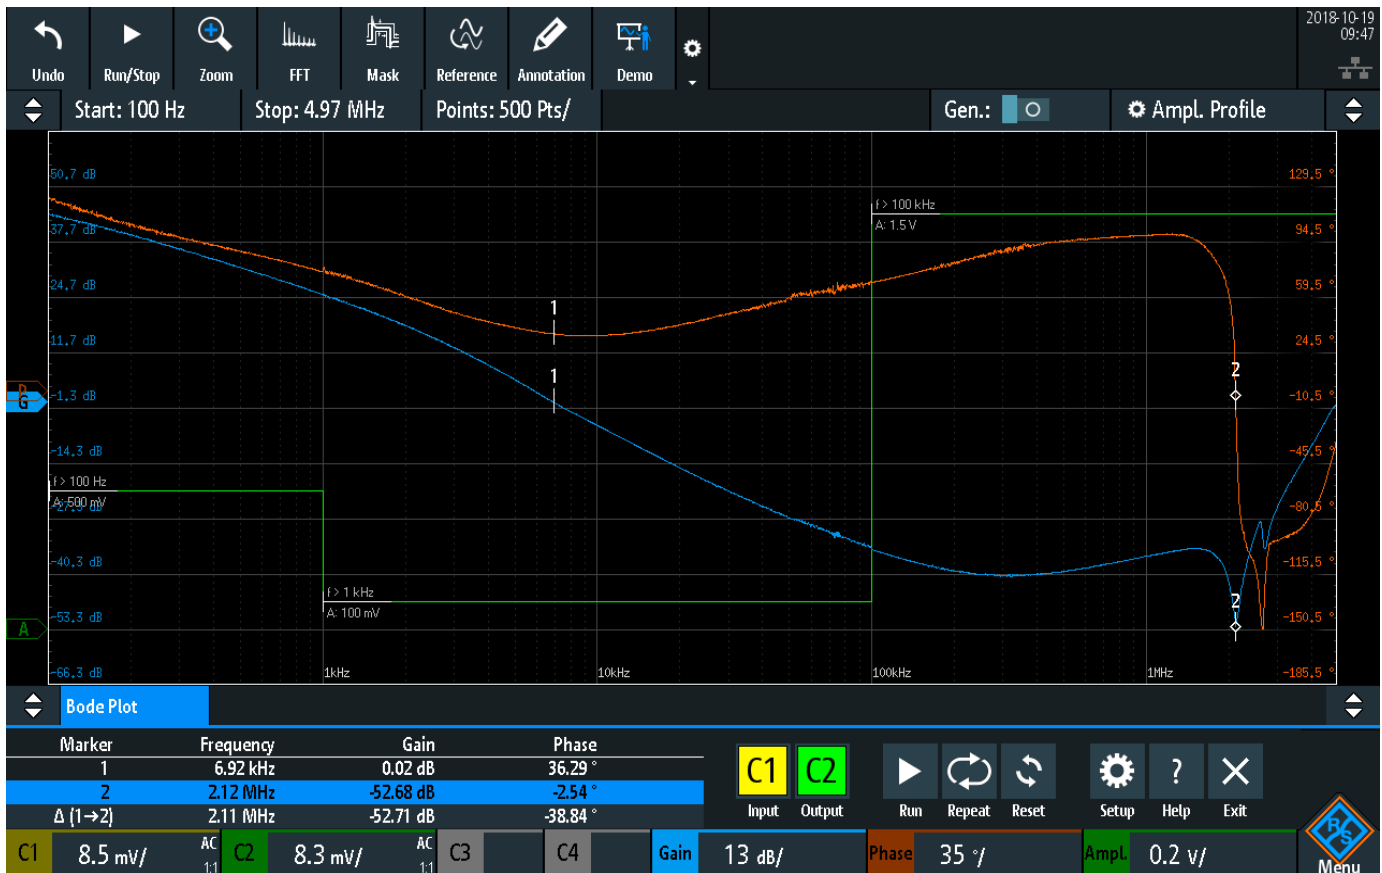 2018-10-19
09:47
Undo Run/Stop Zoom FFT Mask Reference Annotation Demo
Start: 100 Hz Stop: 4.97 MHz Points: 500 Pts/ Gen.: Ampl. Profile
50.7 dB 129.5 °
f > 100 kHz
A: 1.5 V
37.7 dB 94.5 °
24.7 dB 59.5 °
1
11.7 dB 24.5 °
1 2
P
G
-1.3 dB -10.5 °
-14.3 dB -45.5 °
f > 100 Hz
A: 500 mV
-27.3 dB -80.5 °
-40.3 dB -115.5 °
f > 1 kHz
A: 100 mV
2
A
-53.3 dB -150.5 °
-66.3 dB 1kHz 10kHz 100kHz 1MHz -185.5 °
Bode Plot
Marker Frequency Gain Phase
1 6.92 kHz 0.02 dB 36.29 °
2 2.12 MHz -52.68 dB -2.54 °
Δ (1→2) 2.11 MHz -52.71 dB -38.84 °
C1 C2 ?
Input Output Run Repeat Reset Setup Help Exit
C1 8.5 mV/ AC 1:1 C2 8.3 mV/ AC 1:1 C3 C4 Gain 13 dB/ Phase 35 °/ Ampl. 0.2 V/
R&S
Menu